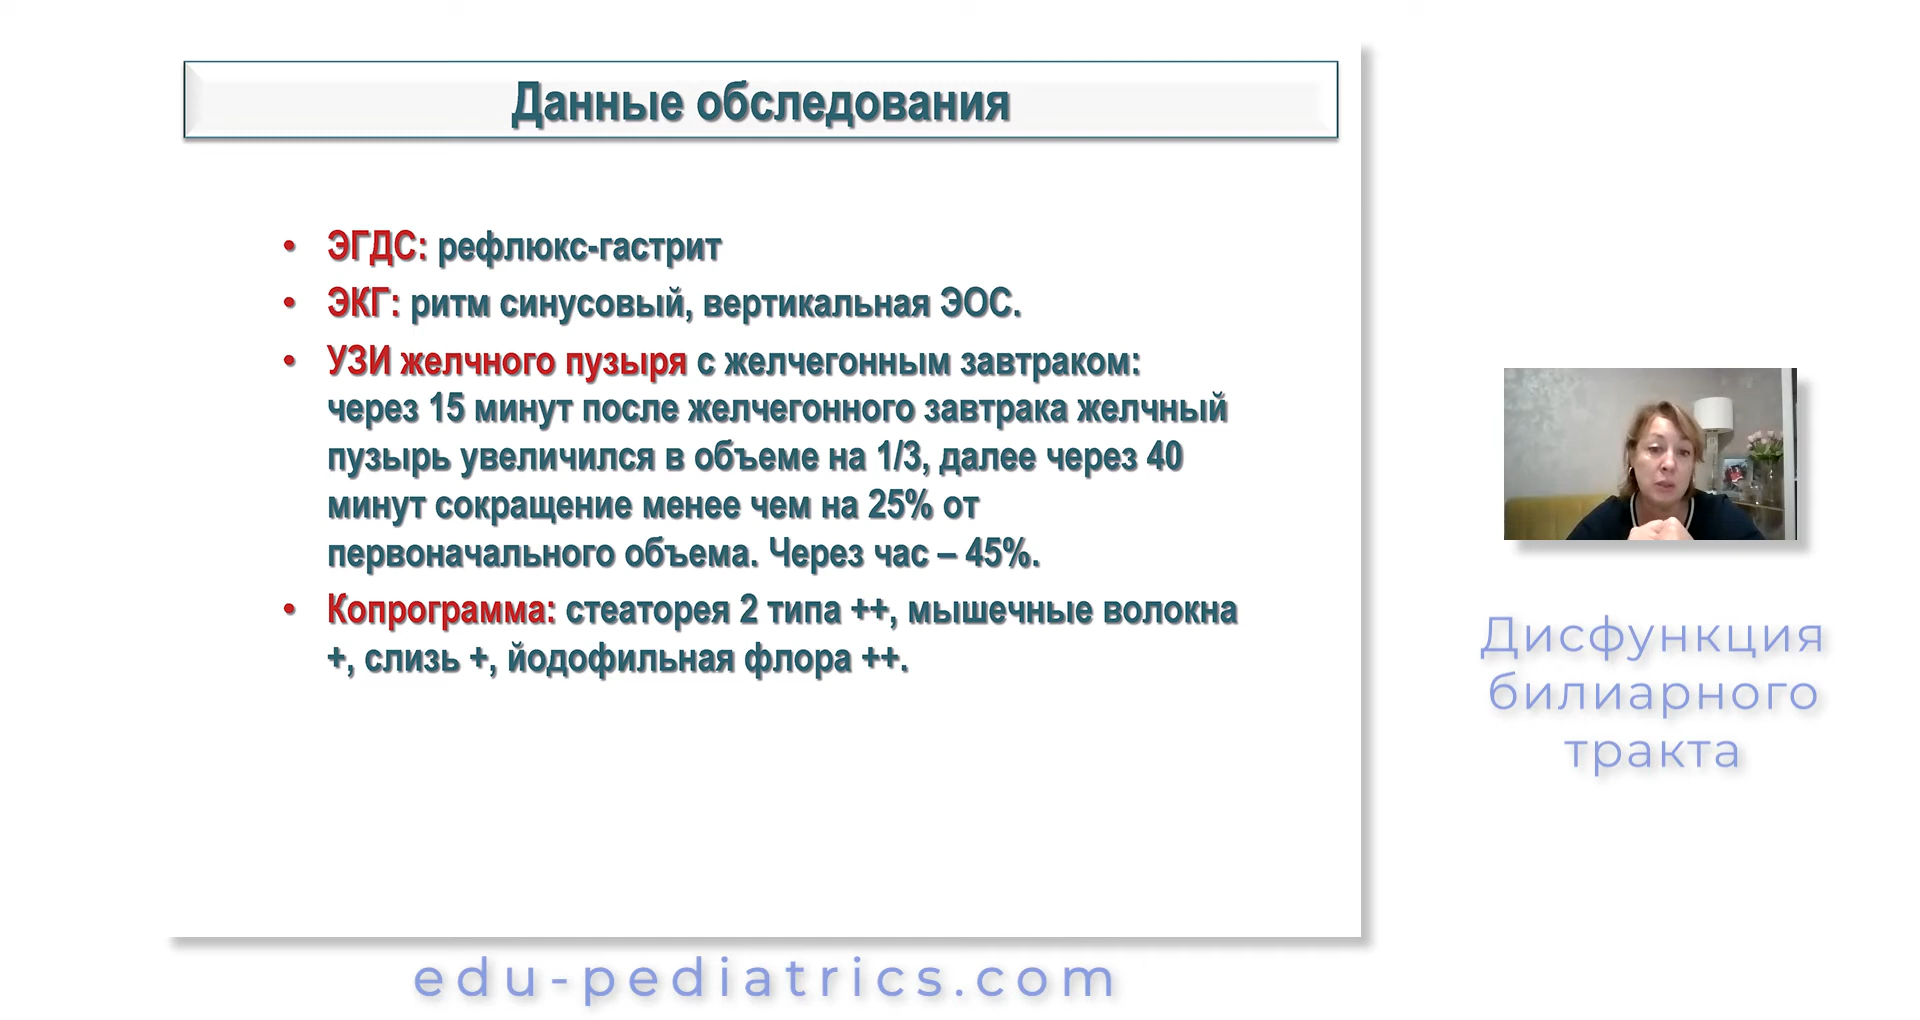 Данные обследования
• ЭГДС: рефлюкс-гастрит
• ЭКГ: ритм синусовый, вертикальная ЭОС.
• УЗИ желчного пузыря с желчегонным завтраком:
через 15 минут после желчегонного завтрака желчный
пузырь увеличился в объеме на 1/3, далее через 40
минут сокращение менее чем на 25% от
первоначального объема. Через час – 45%.
• Копрограмма: стеаторея 2 типа ++, мышечные волокна
+, слизь +, йодофильная флора ++.
Дисфункция
билиарного
тракта
edu-pediatrics.com